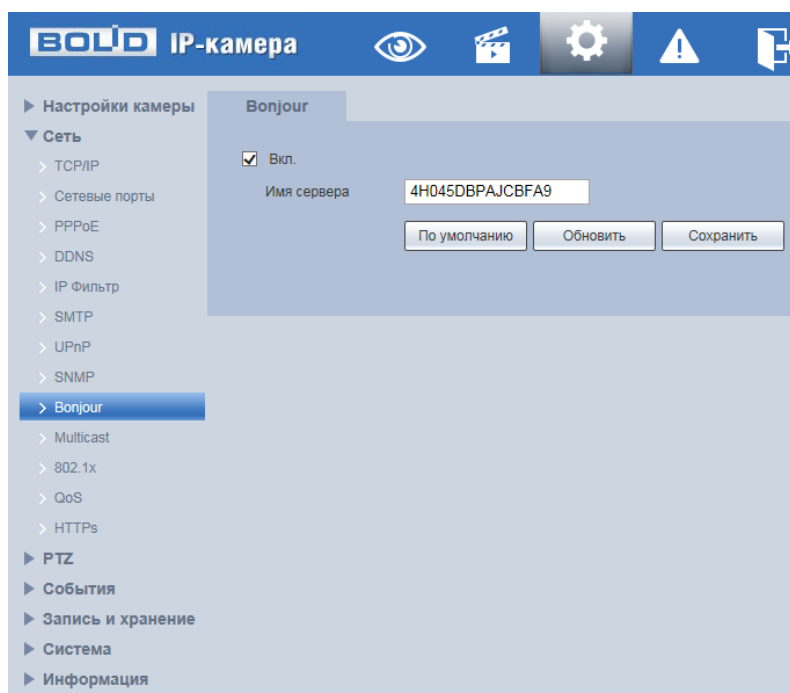 BOLID IP-камера
Настройки камеры
Сеть
TCP/IP
Сетевые порты
PPPoE
DDNS
IP Фильтр
SMTP
UPnP
SNMP
Bonjour
Multicast
802.1x
QoS
HTTPs
PTZ
События
Запись и хранение
Система
Информация
Bonjour
Вкл.
Имя сервера 4H045DBPAJCBFA9
По умолчанию Обновить Сохранить